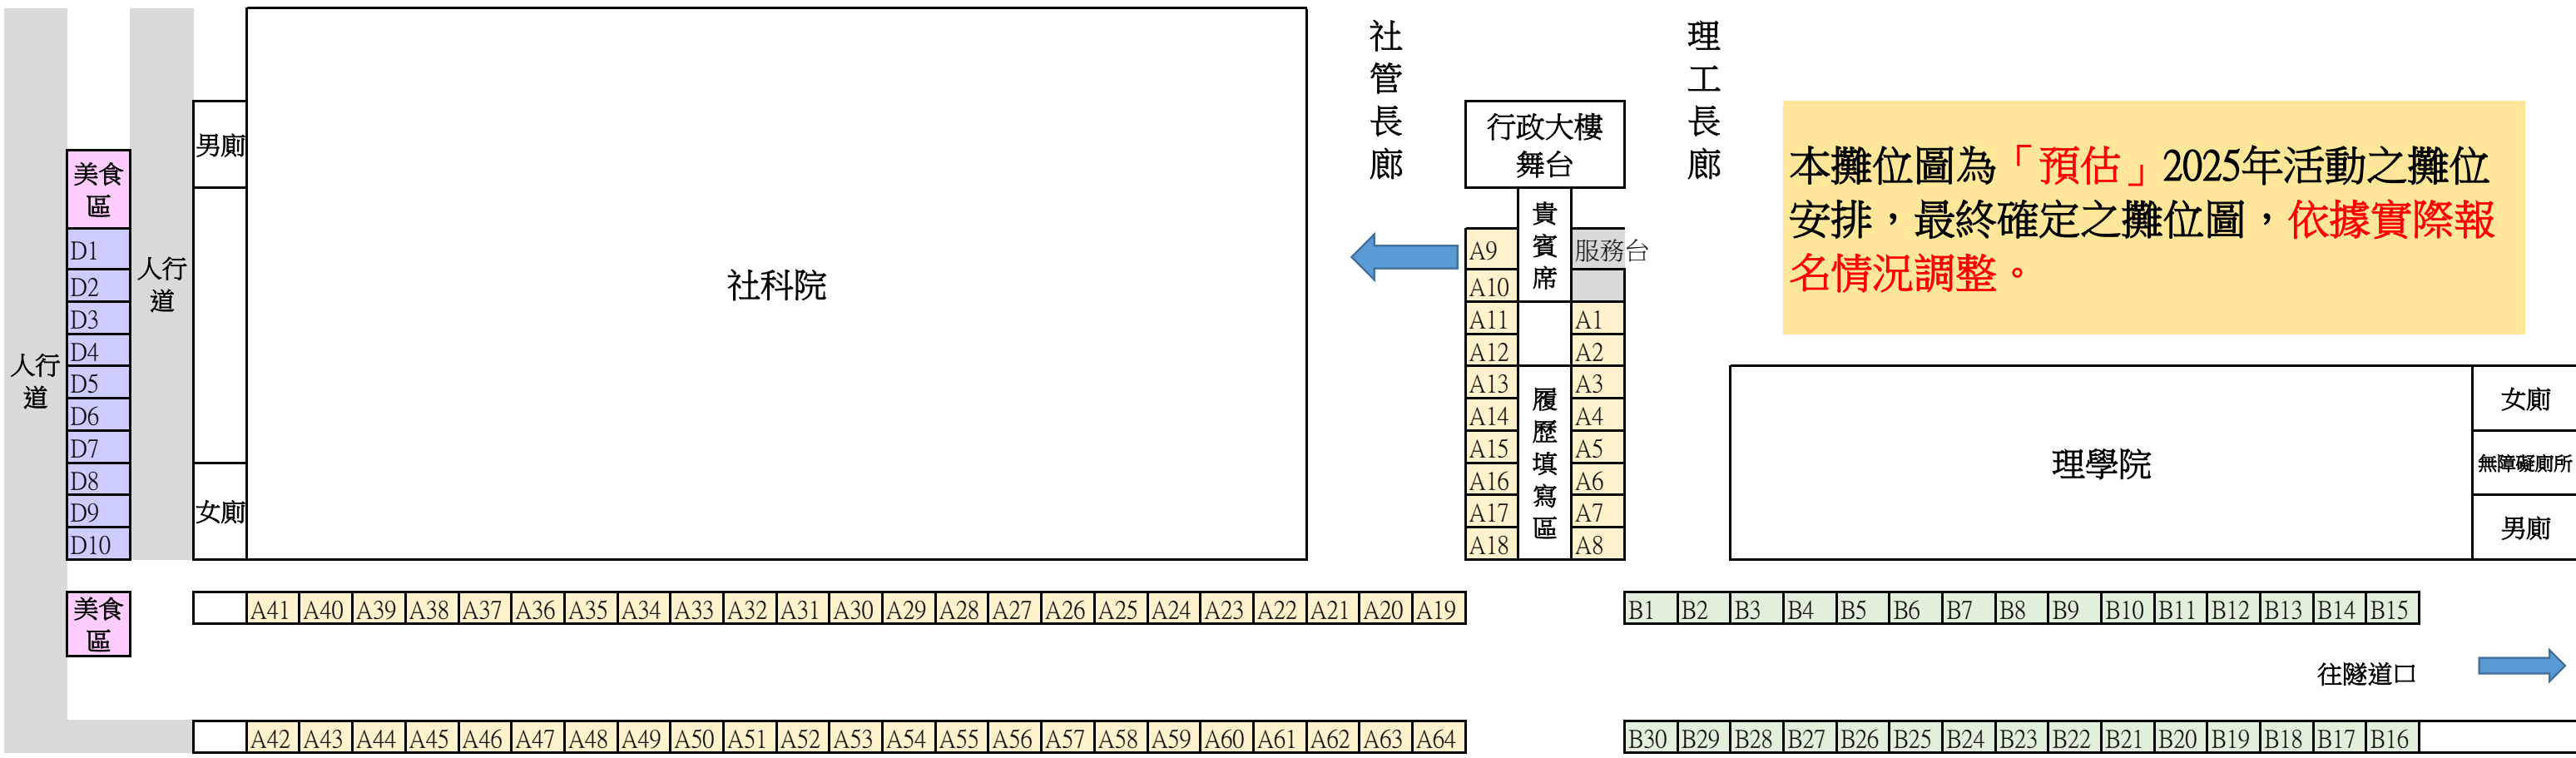 社管長廊
理工長廊
男廁
行政大樓
舞台
本攤位圖為「預估」2025年活動之攤位
安排，最終確定之攤位圖，依據實際報
名情況調整。
美食
區
貴賓席
D1
人行
道
社科院
A9
服務台
D2
A10
D3
A11
A1
人行
道
D4
A12
A2
D5
A13
履歷填寫區
A3
女廁
D6
A14
A4
D7
A15
A5
理學院
無障礙廁所
D8
A16
A6
D9
女廁
A17
A7
男廁
D10
A18
A8
美食
區
A41 A40 A39 A38 A37 A36 A35 A34 A33 A32 A31 A30 A29 A28 A27 A26 A25 A24 A23 A22 A21 A20 A19
B1 B2 B3 B4 B5 B6 B7 B8 B9 B10 B11 B12 B13 B14 B15
往隧道口
A42 A43 A44 A45 A46 A47 A48 A49 A50 A51 A52 A53 A54 A55 A56 A57 A58 A59 A60 A61 A62 A63 A64
B30 B29 B28 B27 B26 B25 B24 B23 B22 B21 B20 B19 B18 B17 B16